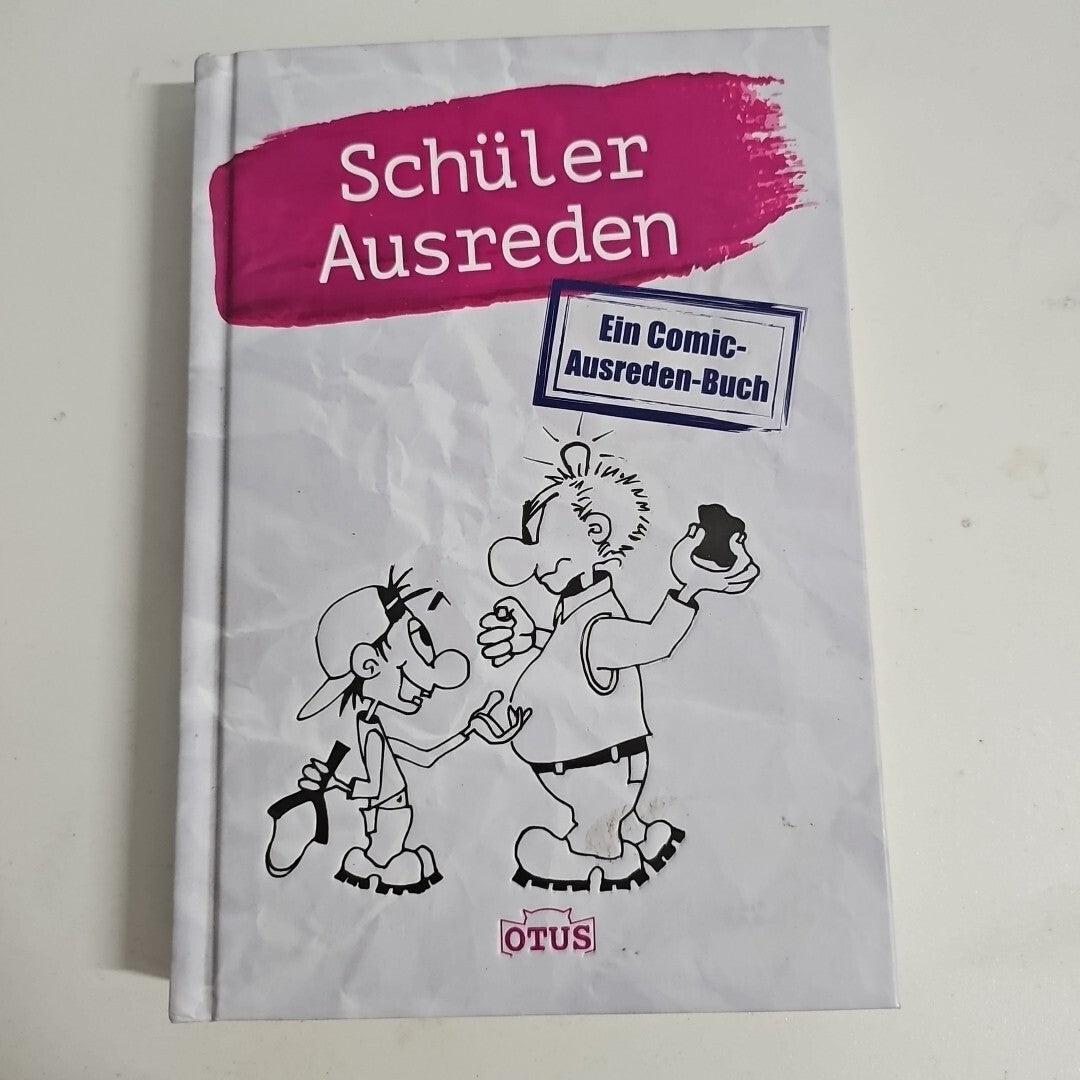 Schüler
Ausreden
Ein Comic-
Ausreden-Buch
OTUS